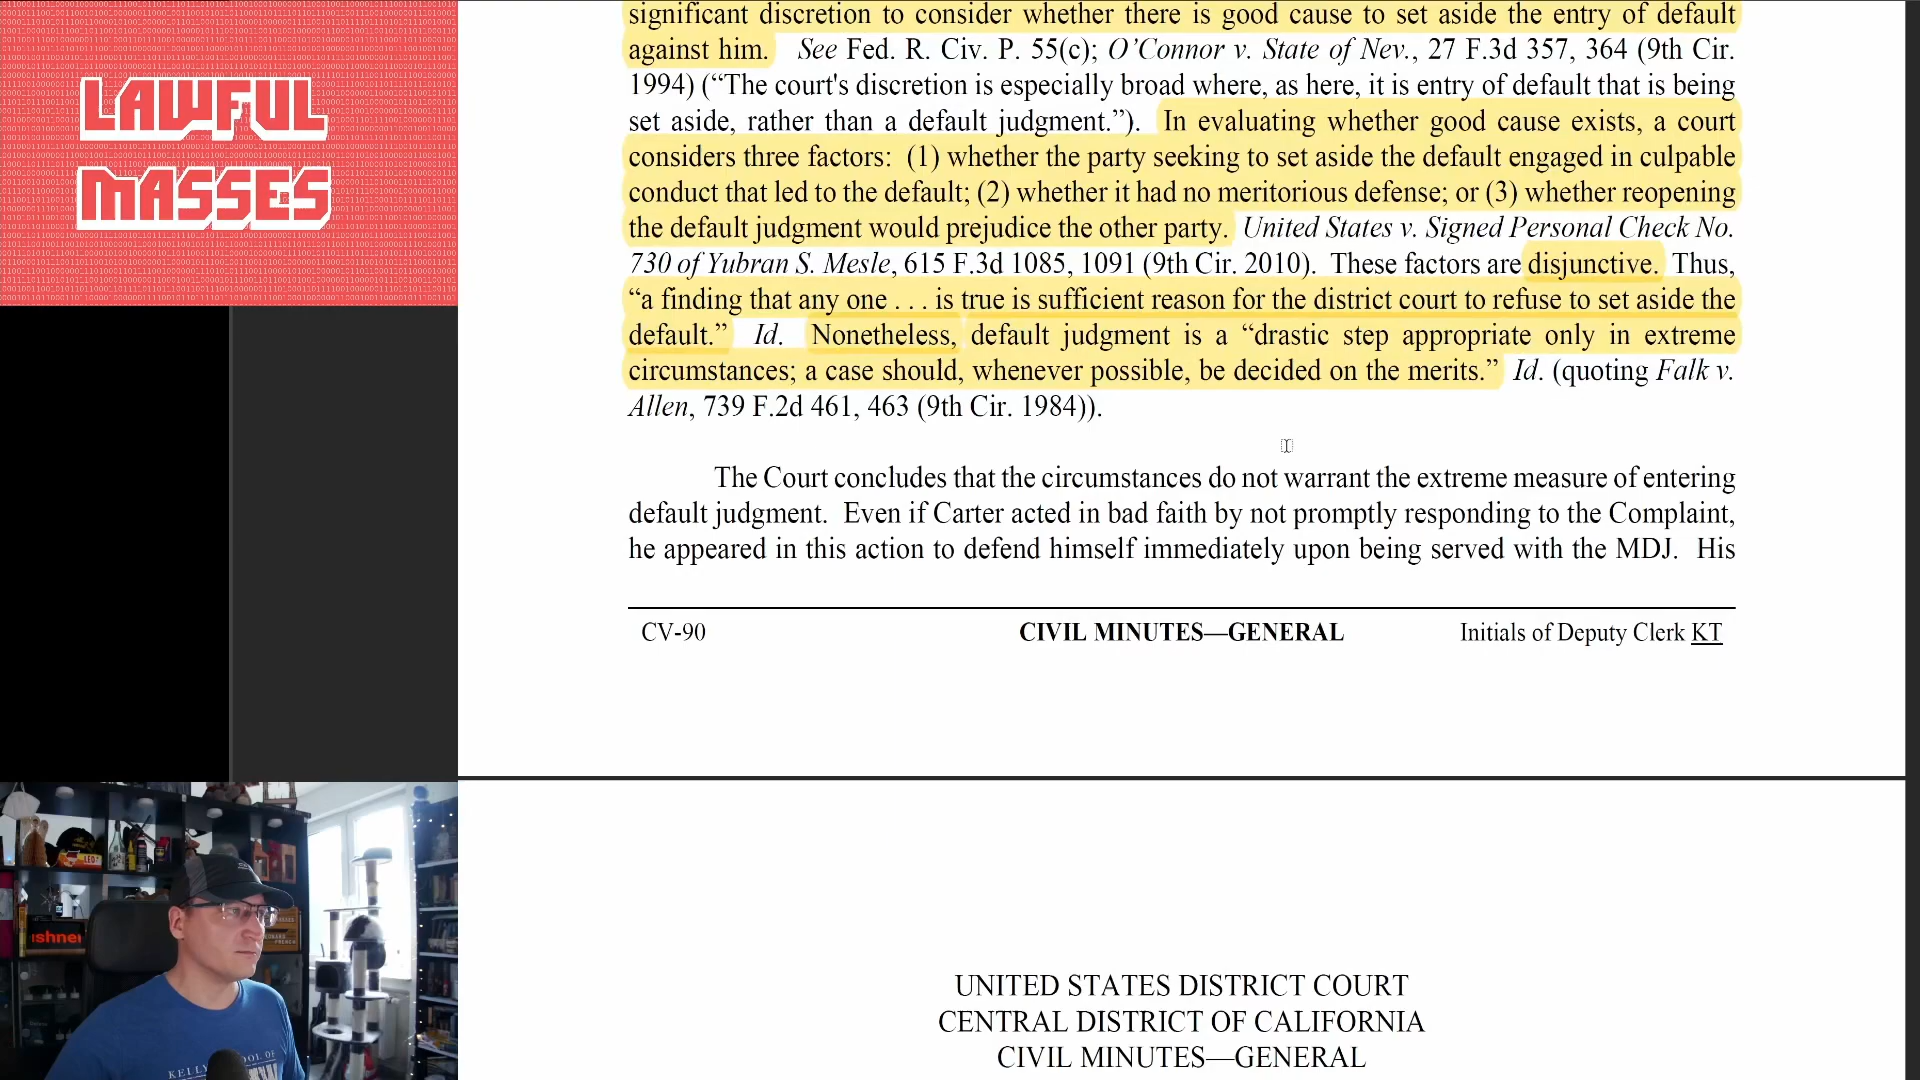 LAWFUL
MASSES
significant discretion to consider whether there is good cause to set aside the entry of default
against him. See Fed. R. Civ. P. 55(c); O’Connor v. State of Nev., 27 F.3d 357, 364 (9th Cir.
1994) (“The court's discretion is especially broad where, as here, it is entry of default that is being
set aside, rather than a default judgment.”). In evaluating whether good cause exists, a court
considers three factors: (1) whether the party seeking to set aside the default engaged in culpable
conduct that led to the default; (2) whether it had no meritorious defense; or (3) whether reopening
the default judgment would prejudice the other party. United States v. Signed Personal Check No.
730 of Yubran S. Mesle, 615 F.3d 1085, 1091 (9th Cir. 2010). These factors are disjunctive. Thus,
“a finding that any one . . . is true is sufficient reason for the district court to refuse to set aside the
default.” Id. Nonetheless, default judgment is a “drastic step appropriate only in extreme
circumstances; a case should, whenever possible, be decided on the merits.” Id. (quoting Falk v.
Allen, 739 F.2d 461, 463 (9th Cir. 1984)).
The Court concludes that the circumstances do not warrant the extreme measure of entering
default judgment. Even if Carter acted in bad faith by not promptly responding to the Complaint,
he appeared in this action to defend himself immediately upon being served with the MDJ. His
CV-90 CIVIL MINUTES—GENERAL Initials of Deputy Clerk KT
UNITED STATES DISTRICT COURT
CENTRAL DISTRICT OF CALIFORNIA
CIVIL MINUTES—GENERAL
LEO
ishner
KELL OOL OF